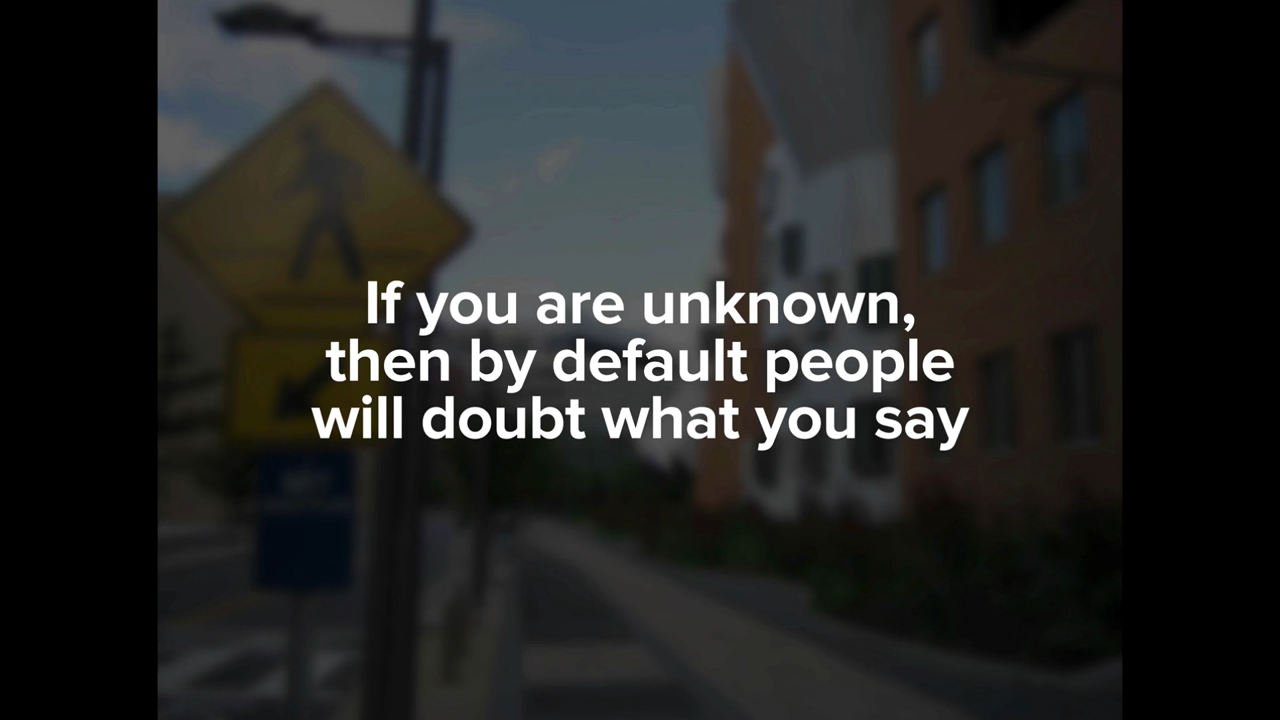 If you are unknown,
then by default people
will doubt what you say